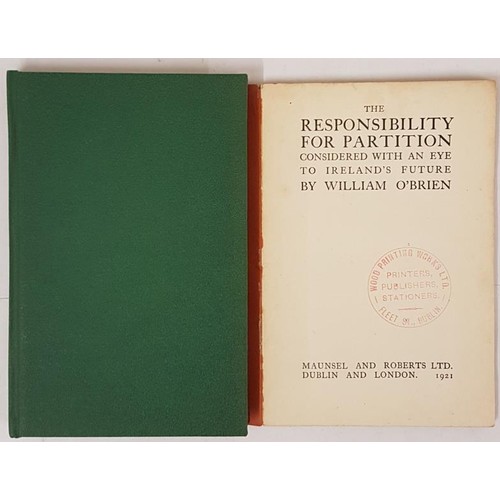 THE
RESPONSIBILITY
FOR PARTITION
CONSIDERED WITH AN EYE
TO IRELAND'S FUTURE
BY WILLIAM O'BRIEN
WOOD PRINTING WORKS LTD.
PRINTERS,
PUBLISHERS,
STATIONERS.
FLEET ST., DUBLIN
MAUNSEL AND ROBERTS LTD.
DUBLIN AND LONDON. 1921